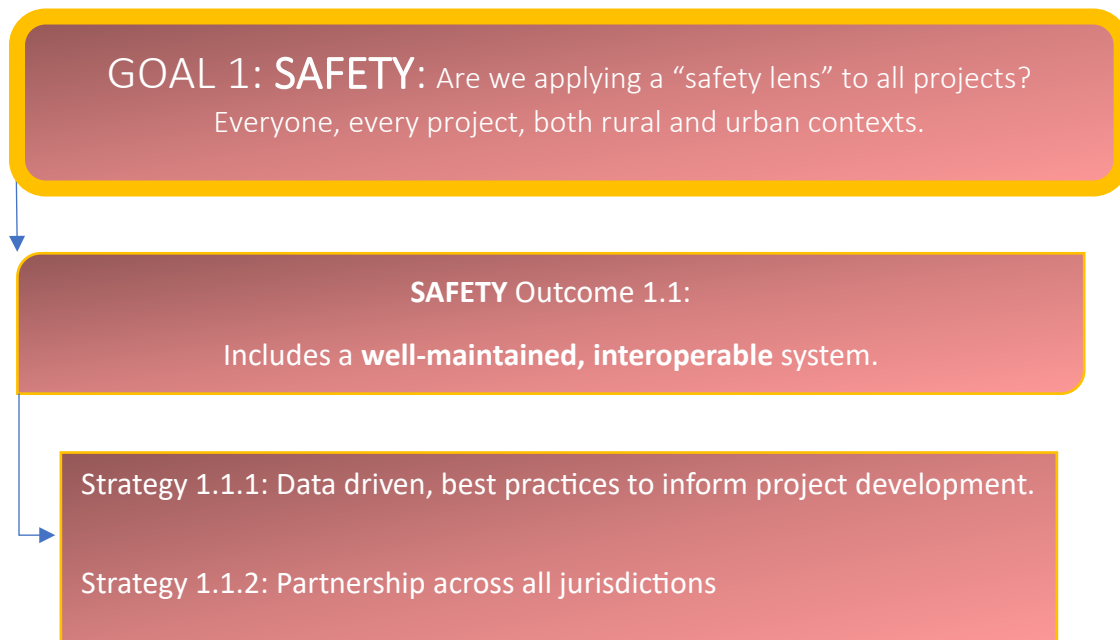 GOAL 1: SAFETY: Are we applying a “safety lens” to all projects?
Everyone, every project, both rural and urban contexts.
SAFETY Outcome 1.1:
Includes a well-maintained, interoperable system.
Strategy 1.1.1: Data driven, best practices to inform project development.
Strategy 1.1.2: Partnership across all jurisdictions